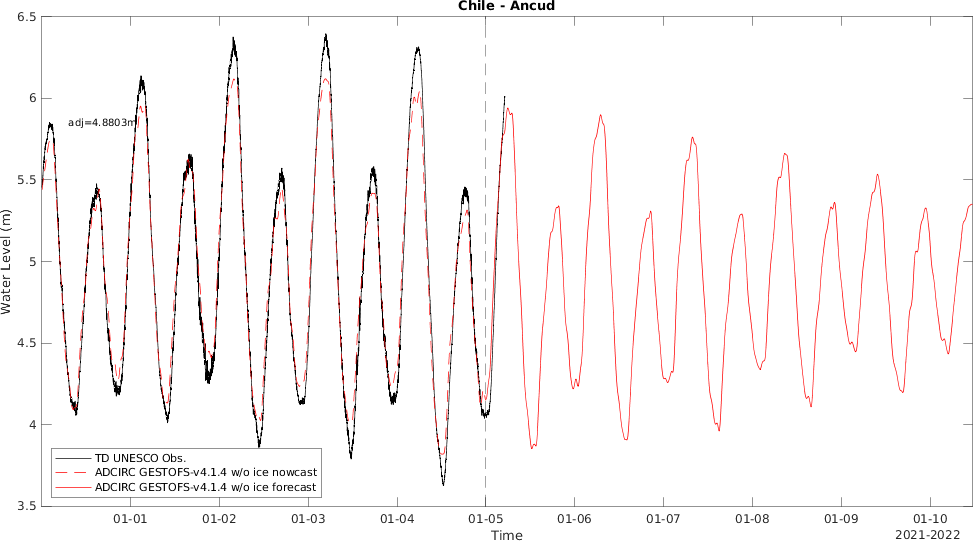 Chile - Ancud
6.5
6
5.5
5
4.5
4
3.5
Water Level (m)
adj=4.8803m
TD UNESCO Obs.
ADCIRC GESTOFS-v4.1.4 w/o ice nowcast
ADCIRC GESTOFS-v4.1.4 w/o ice forecast
01-01 01-02 01-03 01-04 01-05 01-06 01-07 01-08 01-09 01-10
Time
2021-2022